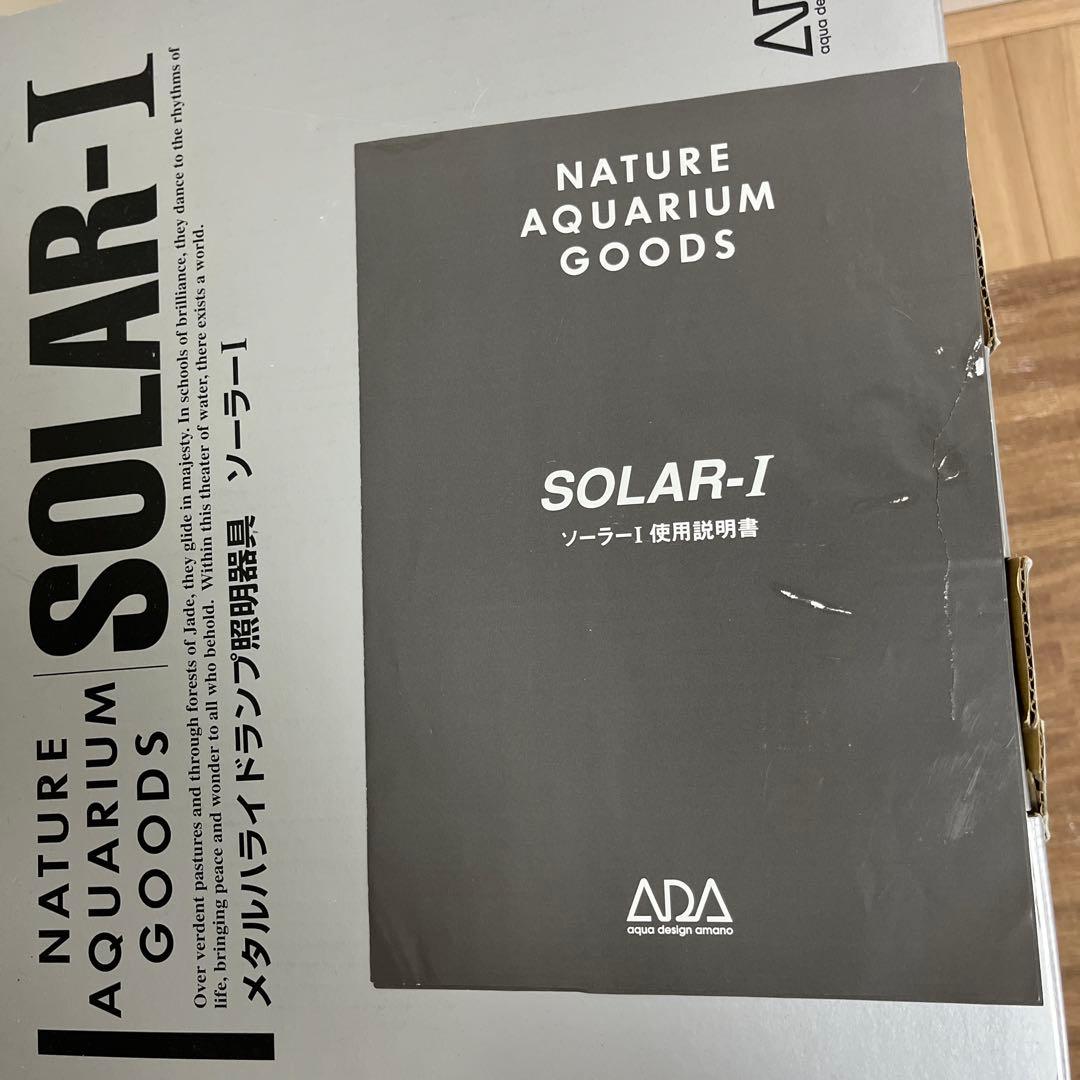 NATURE
AQUARIUM
GOODS
SOLAR-I
Over verdent pastures and through forests of Jade, they glide in majesty. In schools of brilliance, they dance to the rhythms of
life, bringing peace and wonder to all who behold. Within this theater of water, there exists a world.
メタルハライドランプ照明器具 ソーラーI
ADA
aqua de
NATURE
AQUARIUM
GOODS
SOLAR-I
ソーラーI 使用説明書
ADA
aqua design amano